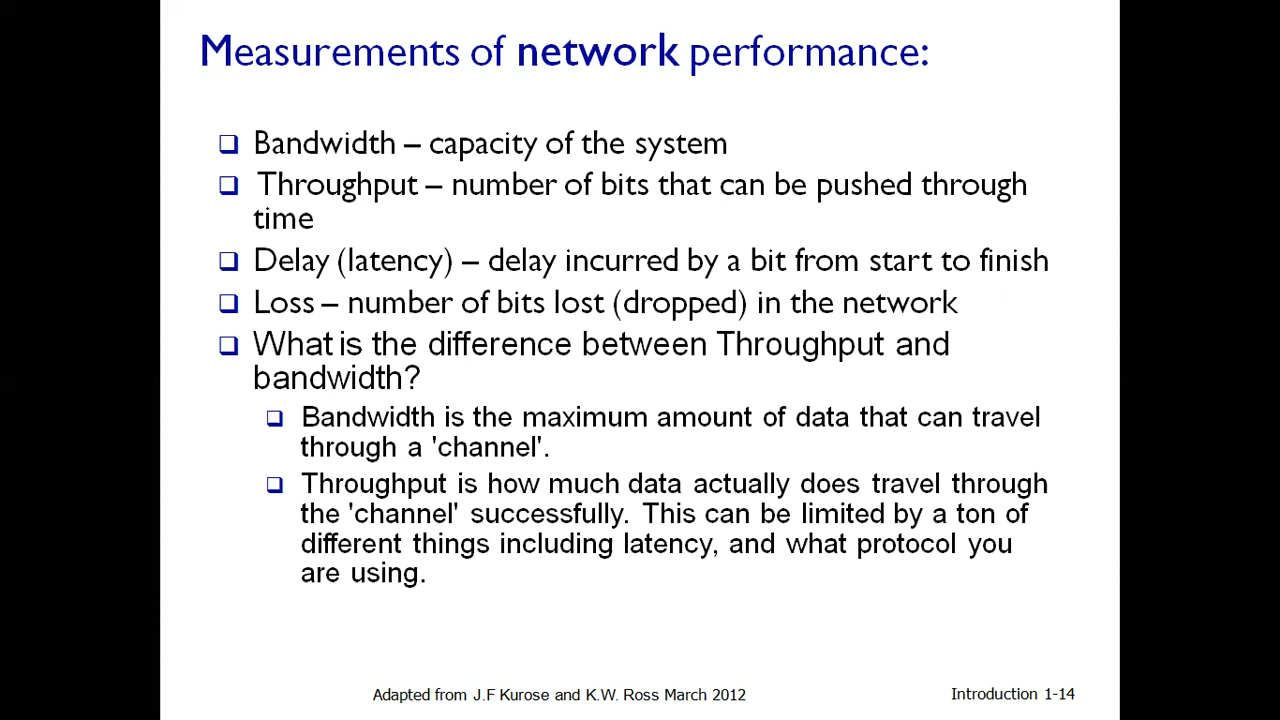 Measurements of network performance:
Bandwidth – capacity of the system
Throughput – number of bits that can be pushed through
time
Delay (latency) – delay incurred by a bit from start to finish
Loss – number of bits lost (dropped) in the network
What is the difference between Throughput and
bandwidth?
Bandwidth is the maximum amount of data that can travel
through a 'channel'.
Throughput is how much data actually does travel through
the 'channel' successfully. This can be limited by a ton of
different things including latency, and what protocol you
are using.
Adapted from J.F Kurose and K.W. Ross March 2012
Introduction 1-14